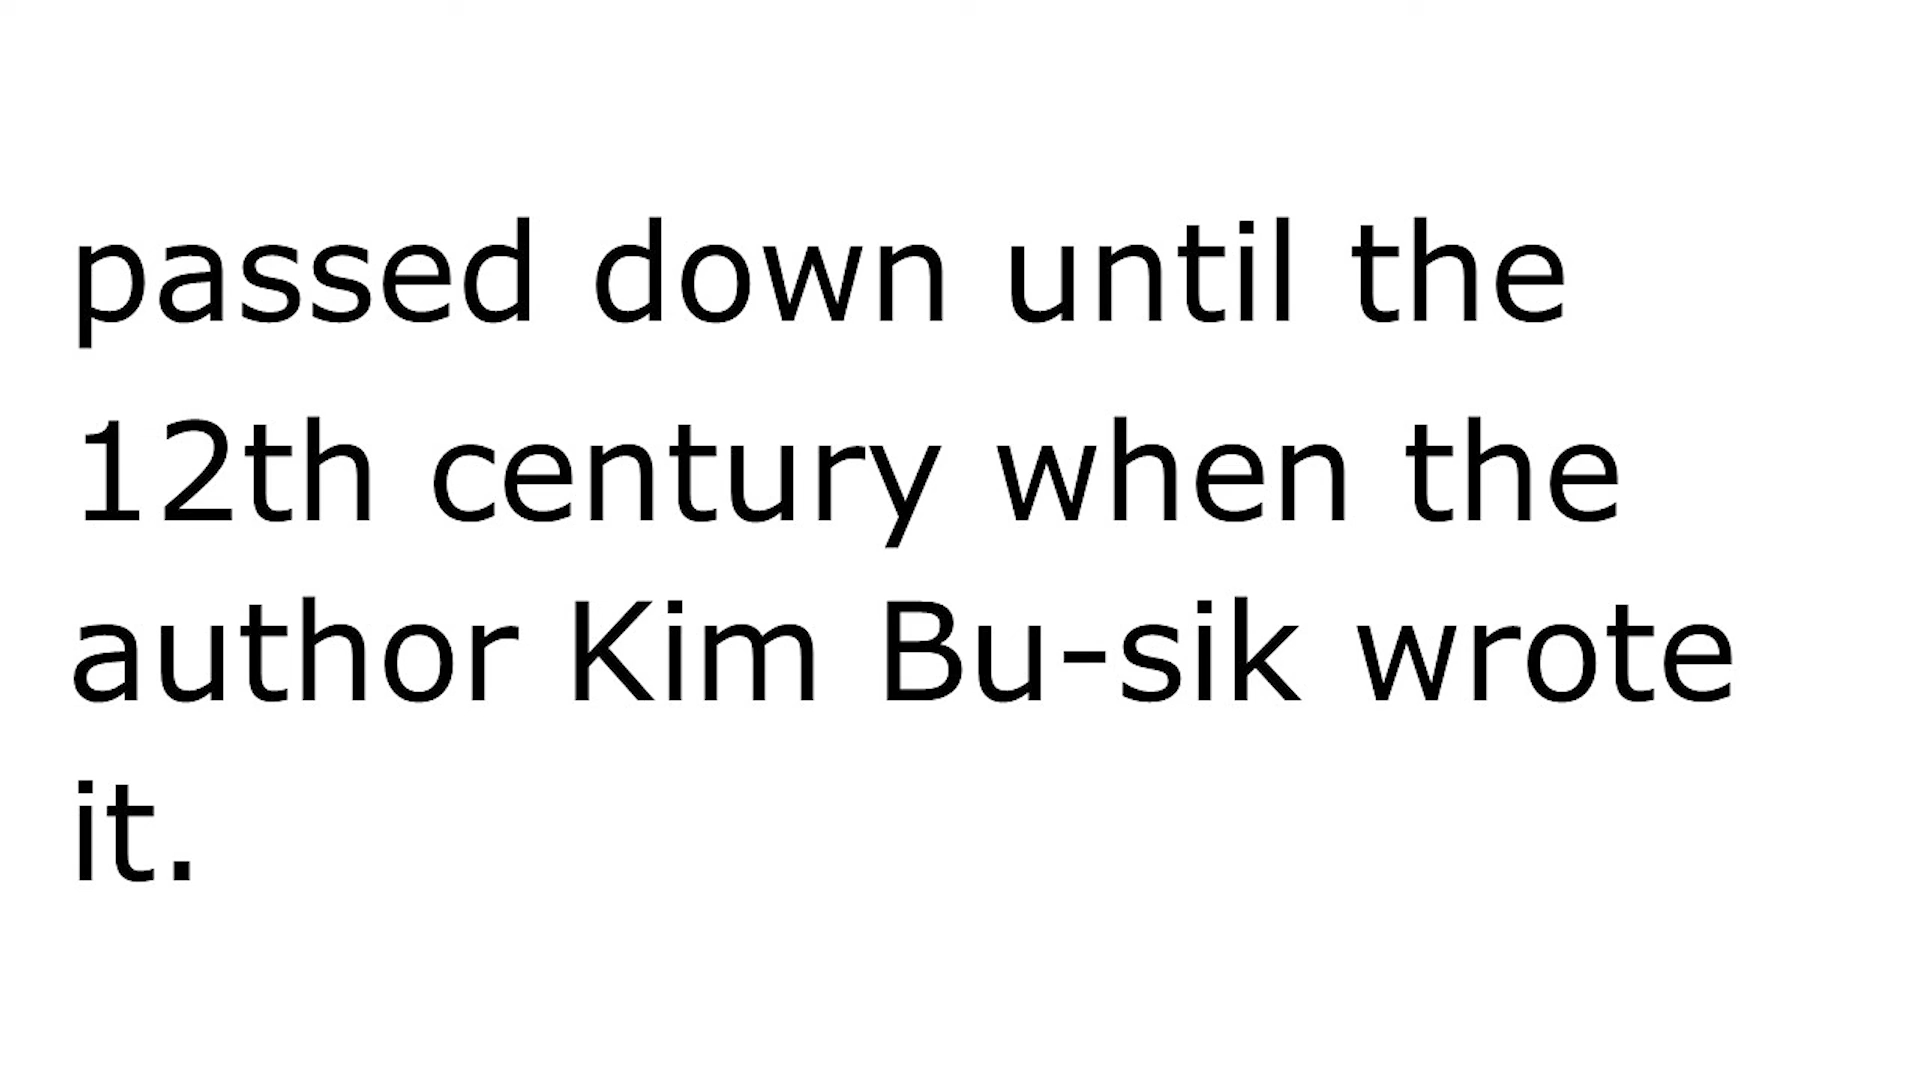 passed down until the
12th century when the
author Kim Bu-sik wrote
it.